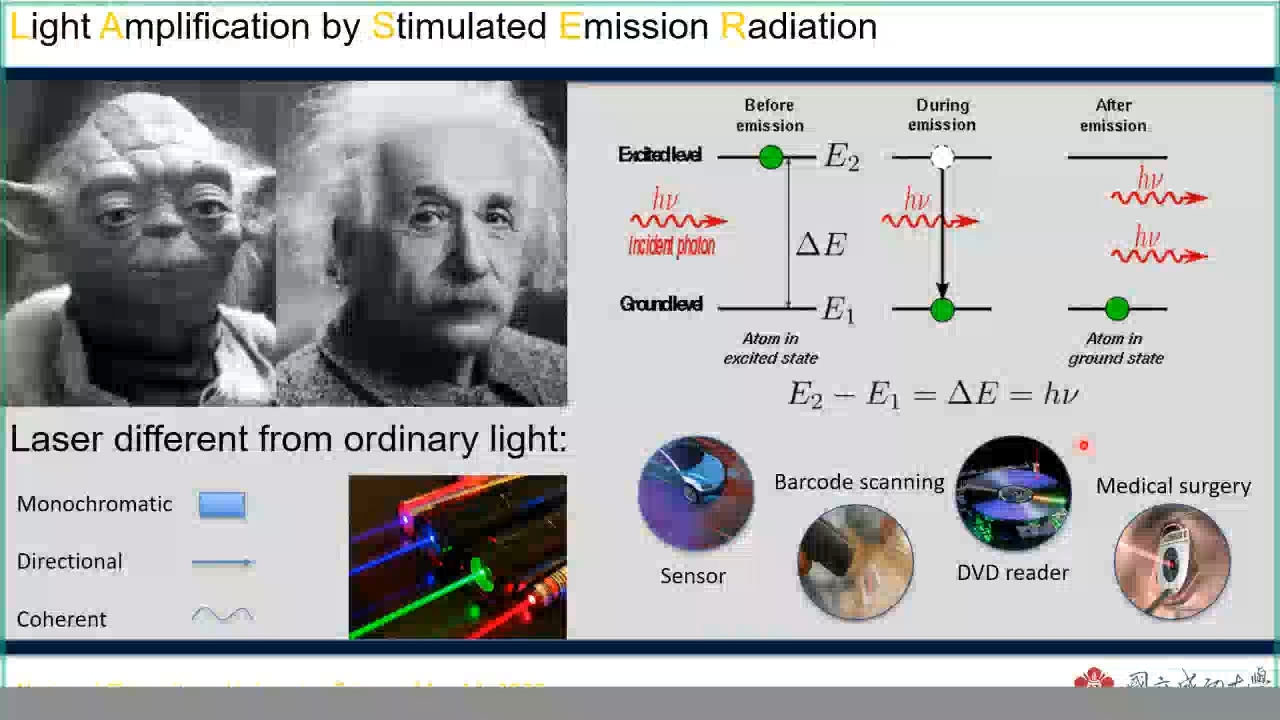 Light Amplification by Stimulated Emission Radiation
Before emission
During emission
After emission
Excited level
E₂
hν
incident photon
ΔE
hν
hν
hν
Ground level
E₁
Atom in excited state
Atom in ground state
E₂ − E₁ = ΔE = hν
Laser different from ordinary light:
Monochromatic
Directional
Coherent
Sensor
Barcode scanning
DVD reader
Medical surgery